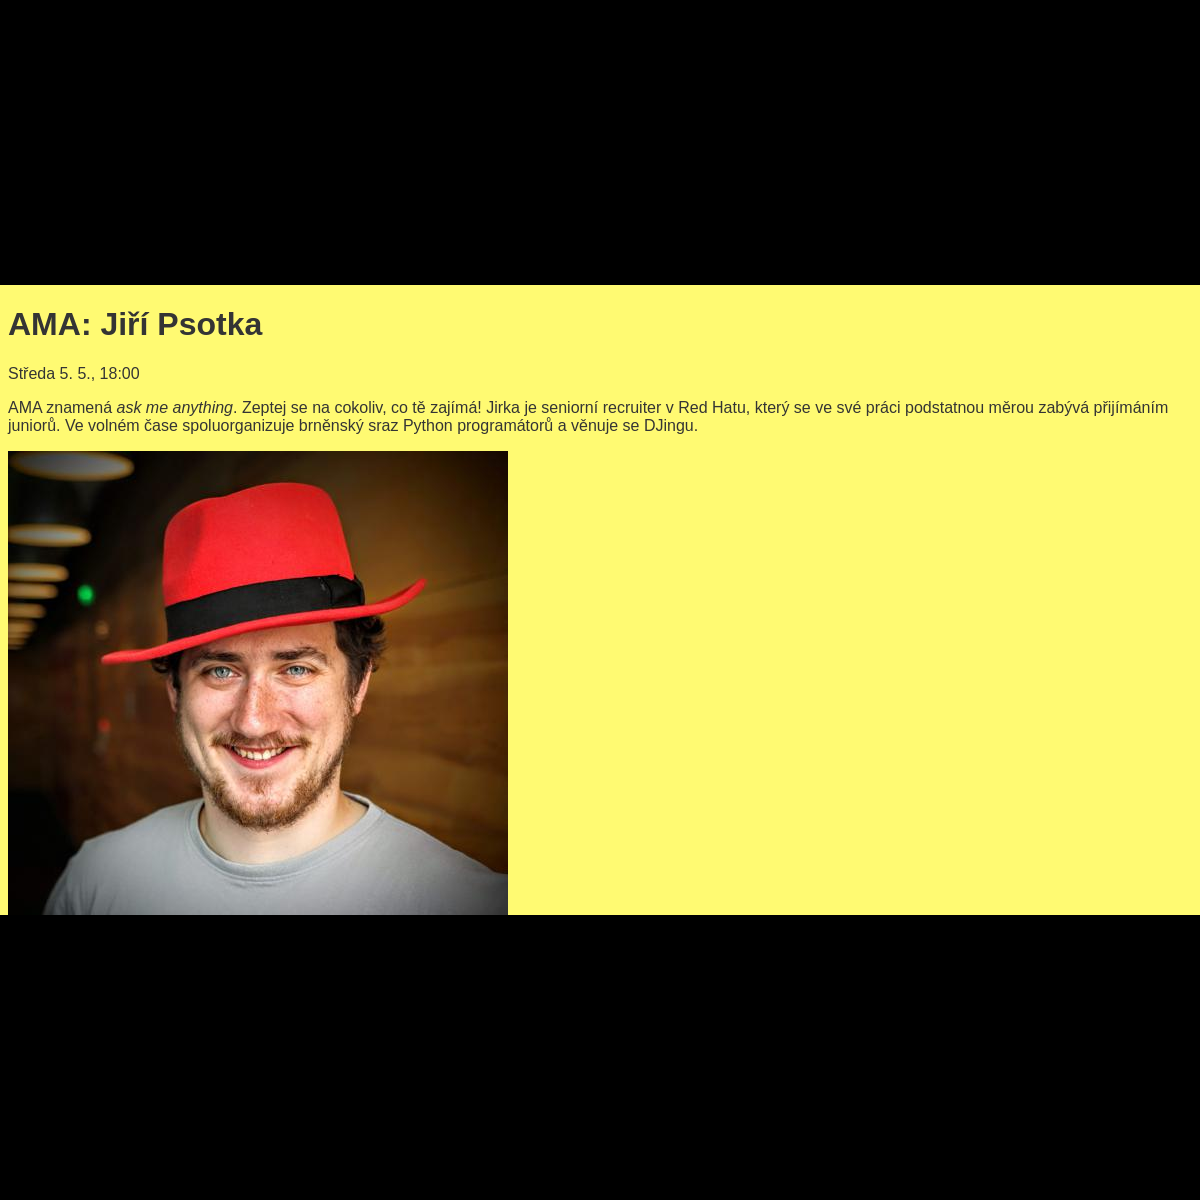 AMA: Jiří Psotka
Středa 5. 5., 18:00
AMA znamená ask me anything. Zeptej se na cokoliv, co tě zajímá! Jirka je seniorní recruiter v Red Hatu, který se ve své práci podstatnou měrou zabývá přijímáním
juniorů. Ve volném čase spoluorganizuje brněnský sraz Python programátorů a věnuje se DJingu.